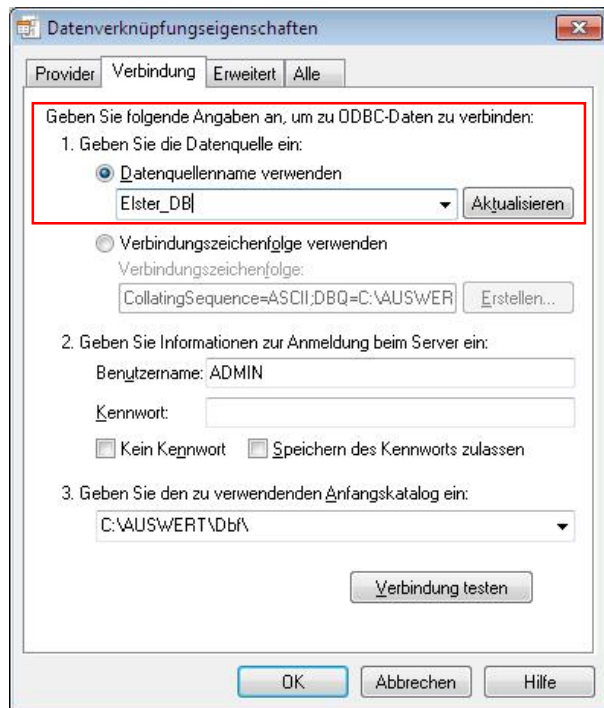 Datenverknüpfungseigenschaften
Provider Verbindung Erweitert Alle
Geben Sie folgende Angaben an, um zu ODBC-Daten zu verbinden:
1. Geben Sie die Datenquelle ein:
Datenquellenname verwenden
Elster_DB Aktualisieren
Verbindungszeichenfolge verwenden
Verbindungszeichenfolge:
CollatingSequence=ASCII;DBQ=C:\AUSWER Erstellen...
2. Geben Sie Informationen zur Anmeldung beim Server ein:
Benutzername: ADMIN
Kennwort:
Kein Kennwort Speichern des Kennworts zulassen
3. Geben Sie den zu verwendenden Anfangskatalog ein:
C:\AUSWERT\Dbf\
Verbindung testen
OK Abbrechen Hilfe